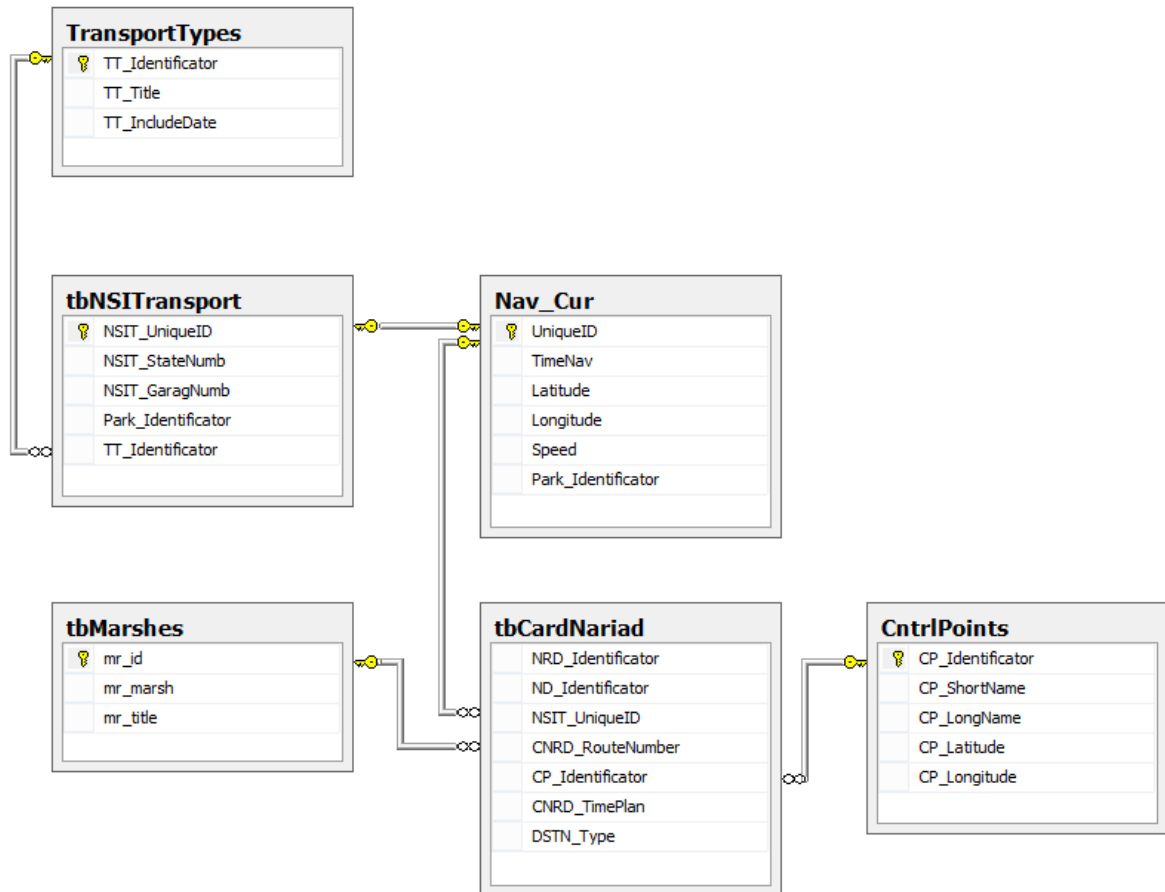 TransportTypes
TT_Identificator
TT_Title
TT_IncludeDate
tbNSITransport
NSIT_UniqueID
NSIT_StateNumb
NSIT_GaragNumb
Park_Identificator
TT_Identificator
Nav_Cur
UniqueID
TimeNav
Latitude
Longitude
Speed
Park_Identificator
tbMarshes
mr_id
mr_marsh
mr_title
tbCardNariad
NRD_Identificator
ND_Identificator
NSIT_UniqueID
CNRD_RouteNumber
CP_Identificator
CNRD_TimePlan
DSTN_Type
CntrlPoints
CP_Identificator
CP_ShortName
CP_LongName
CP_Latitude
CP_Longitude